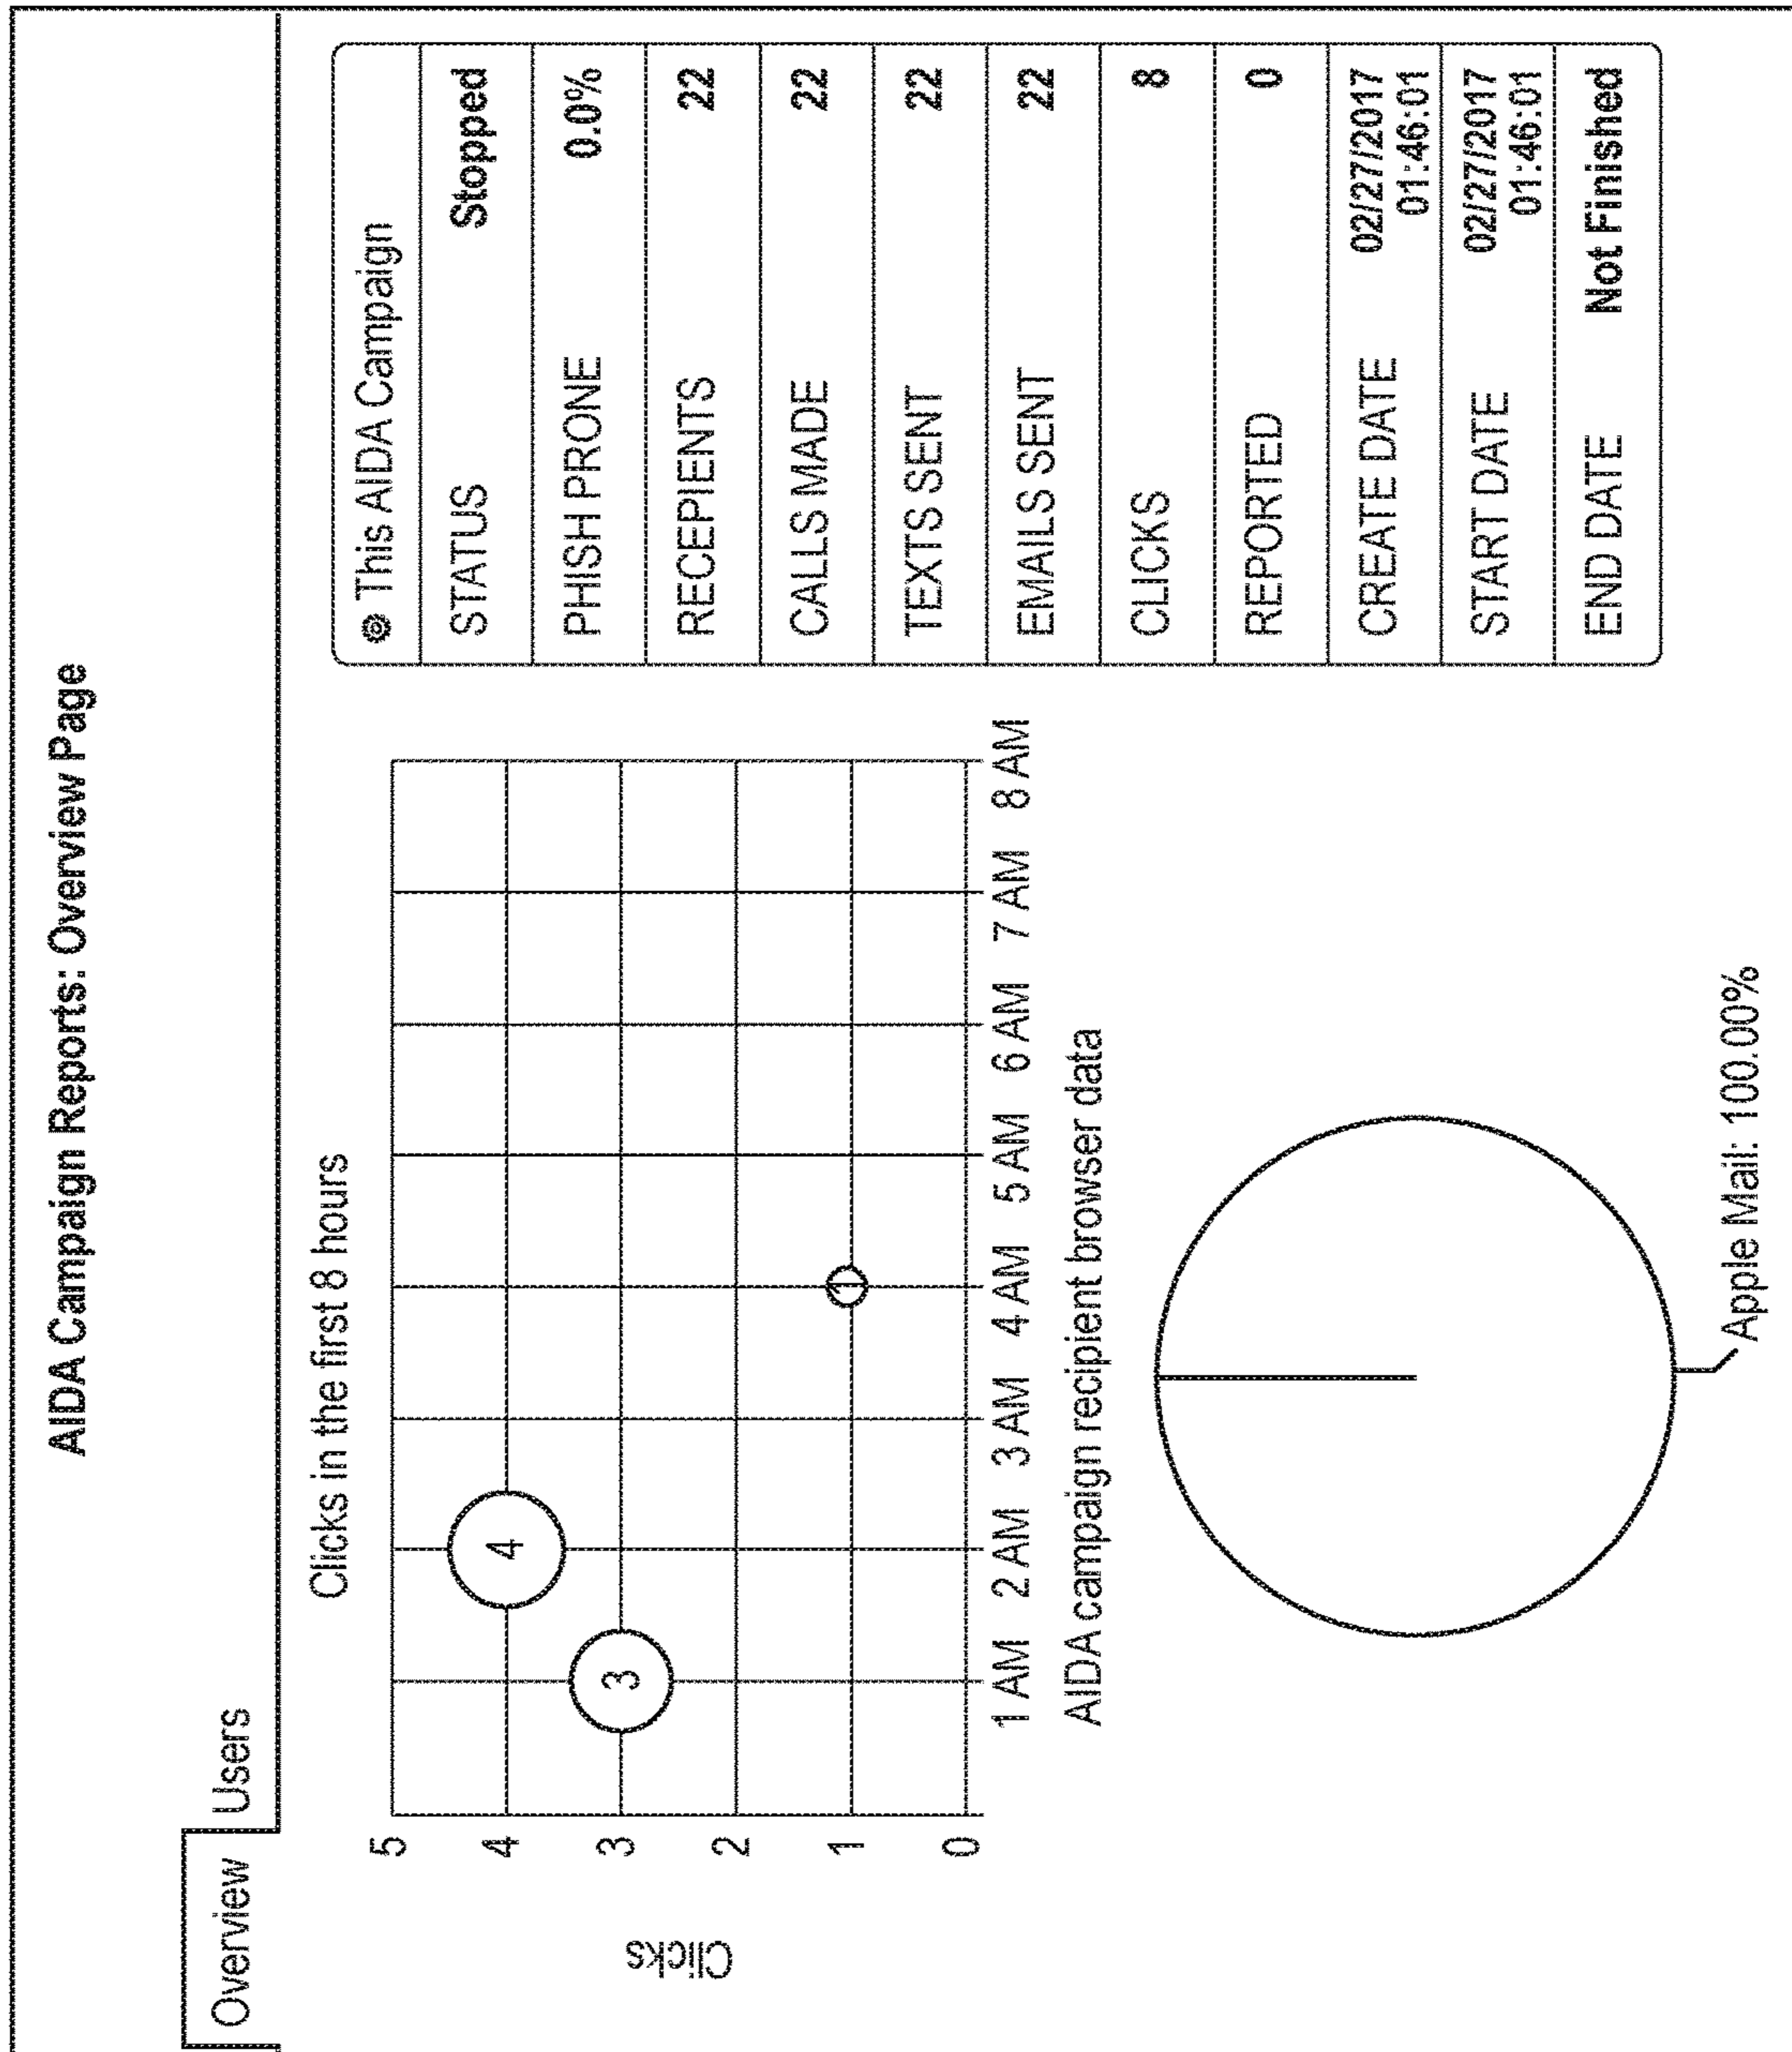 AIDA Campaign Reports: Overview Page
Overview
Users
Clicks in the first 8 hours
Clicks
5
4
3
2
1
0
3
4
1
1 AM 2 AM 3 AM 4 AM 5 AM 6 AM 7 AM 8 AM
AIDA campaign recipient browser data
Apple Mail: 100.00%
This AIDA Campaign
STATUS Stopped
PHISH PRONE 0.0%
RECEPIENTS 22
CALLS MADE 22
TEXTS SENT 22
EMAILS SENT 22
CLICKS 8
REPORTED 0
CREATE DATE 02/27/2017
01:46:01
START DATE 02/27/2017
01:46:01
END DATE Not Finished